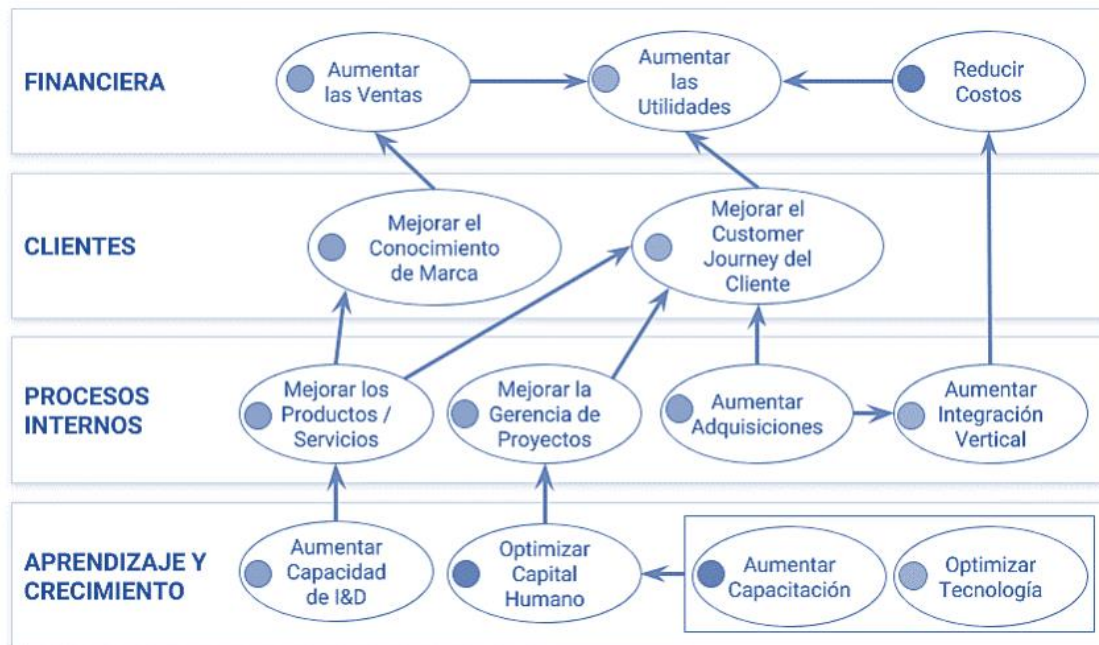 FINANCIERA
Aumentar
las Ventas
Aumentar
las
Utilidades
Reducir
Costos
CLIENTES
Mejorar el
Conocimiento
de Marca
Mejorar el
Customer
Journey del
Cliente
PROCESOS
INTERNOS
Mejorar los
Productos /
Servicios
Mejorar la
Gerencia de
Proyectos
Aumentar
Adquisiciones
Aumentar
Integración
Vertical
APRENDIZAJE Y
CRECIMIENTO
Aumentar
Capacidad
de I&D
Optimizar
Capital
Humano
Aumentar
Capacitación
Optimizar
Tecnología